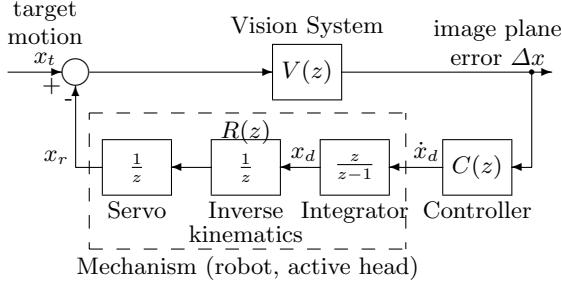 target
motion
Vision System
image plane
error Δx
x_t
+
-
V(z)
R(z)
x_r
1/z
1/z
x_d
z/(z−1)
ẋ_d
C(z)
Servo
Inverse
kinematics
Integrator
Controller
Mechanism (robot, active head)